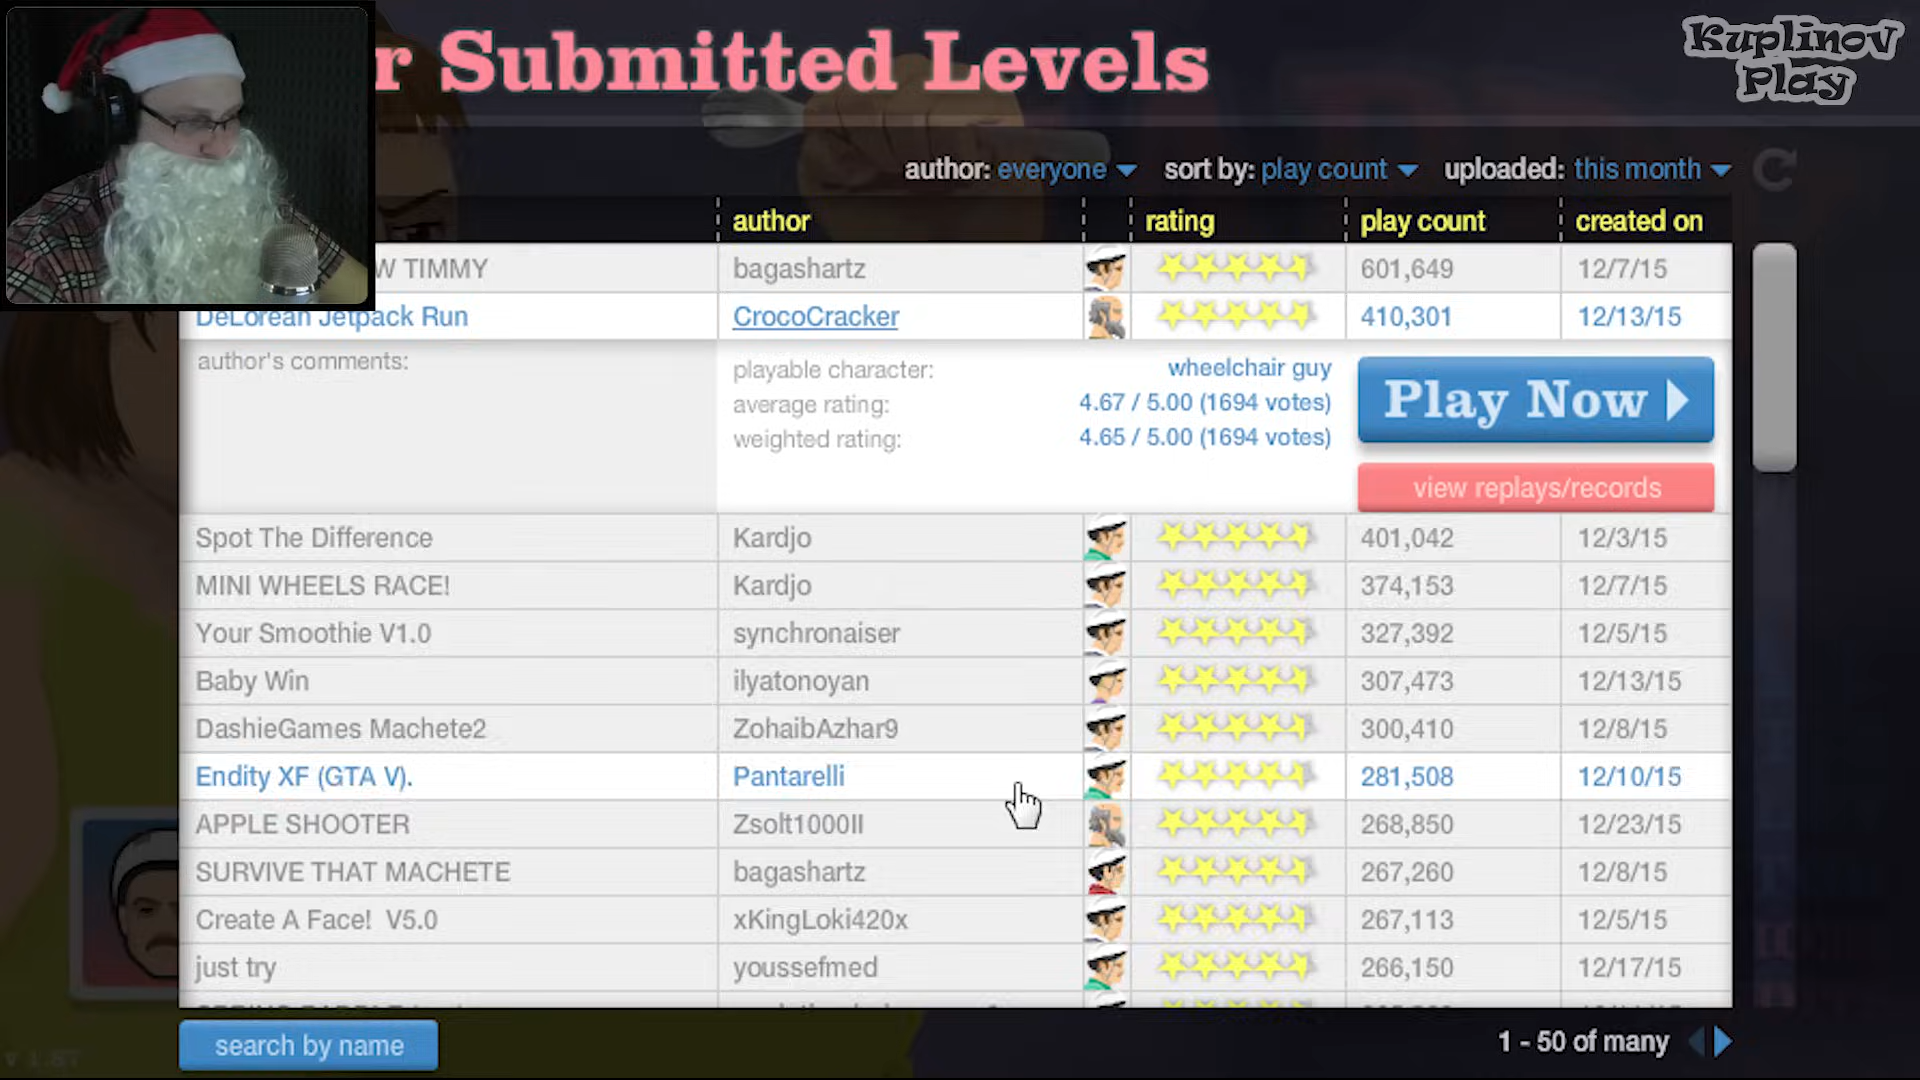 r Submitted Levels
Kuplinov
Play
author: everyone sort by: play count uploaded: this month
author rating play count created on
W TIMMY bagashartz 601,649 12/7/15
DeLorean Jetpack Run CrocoCracker 410,301 12/13/15
author's comments:
playable character: wheelchair guy
average rating: 4.67 / 5.00 (1694 votes)
weighted rating: 4.65 / 5.00 (1694 votes)
Play Now
view replays/records
Spot The Difference Kardjo 401,042 12/3/15
MINI WHEELS RACE! Kardjo 374,153 12/7/15
Your Smoothie V1.0 synchronaiser 327,392 12/5/15
Baby Win ilyatonoyan 307,473 12/13/15
DashieGames Machete2 ZohaibAzhar9 300,410 12/8/15
Endity XF (GTA V). Pantarelli 281,508 12/10/15
APPLE SHOOTER Zsolt1000II 268,850 12/23/15
SURVIVE THAT MACHETE bagashartz 267,260 12/8/15
Create A Face! V5.0 xKingLoki420x 267,113 12/5/15
just try youssefmed 266,150 12/17/15
search by name
1 - 50 of many
v 1.87